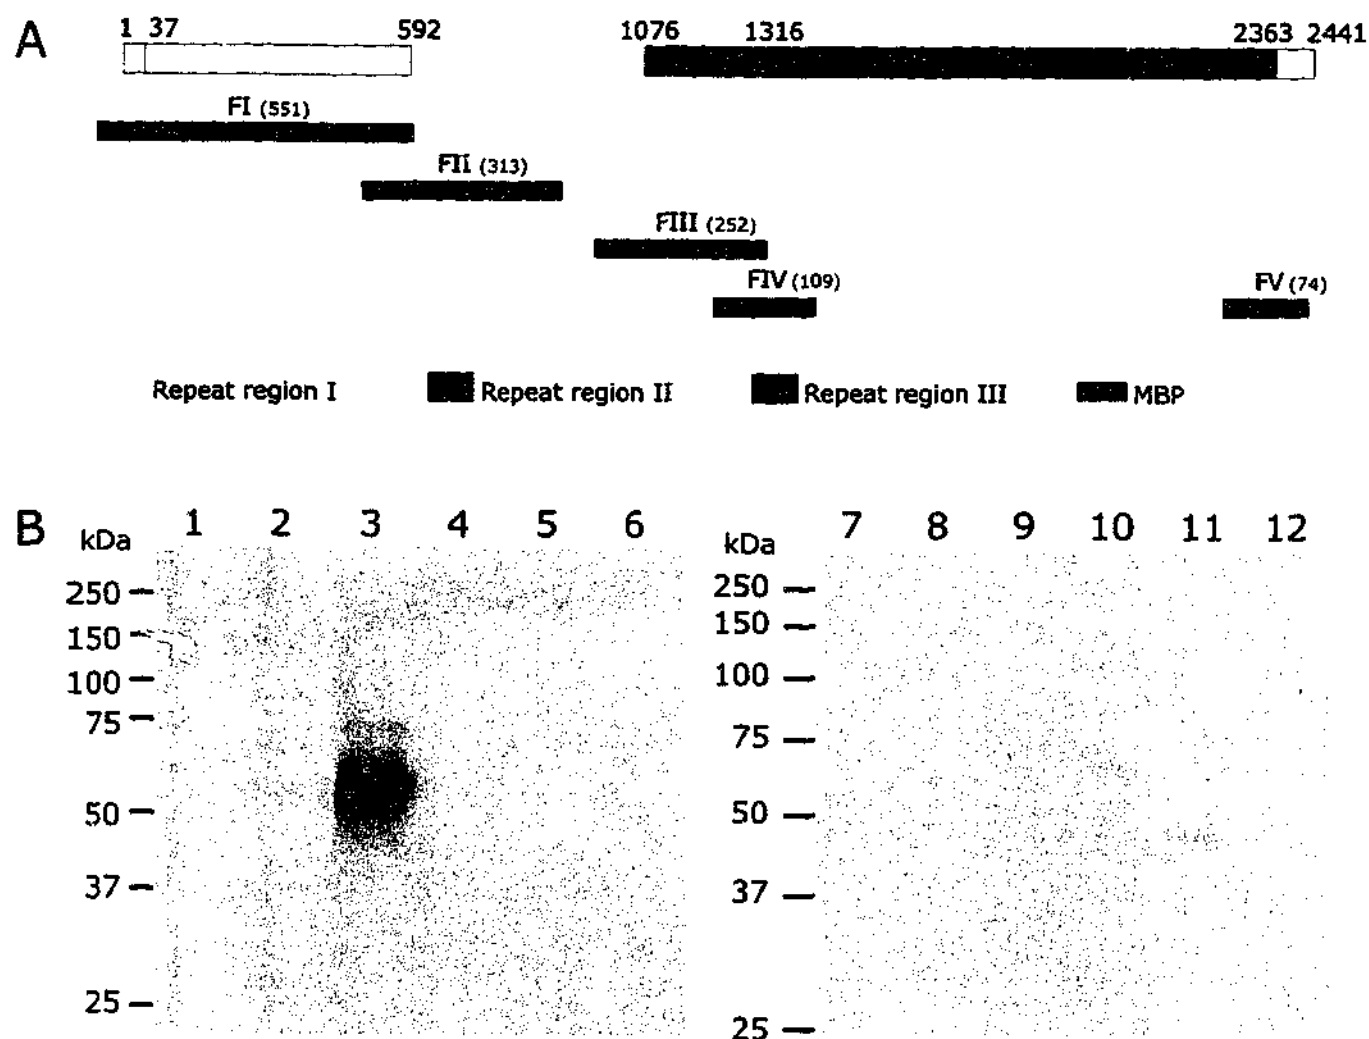 A
1 37 592 1076 1316 2363 2441
FI (551)
FII (313)
FIII (252)
FIV (109) FV (74)
Repeat region I Repeat region II Repeat region III MBP
B
kDa 1 2 3 4 5 6
250
150
100
75
50
37
25
kDa 7 8 9 10 11 12
250
150
100
75
50
37
25